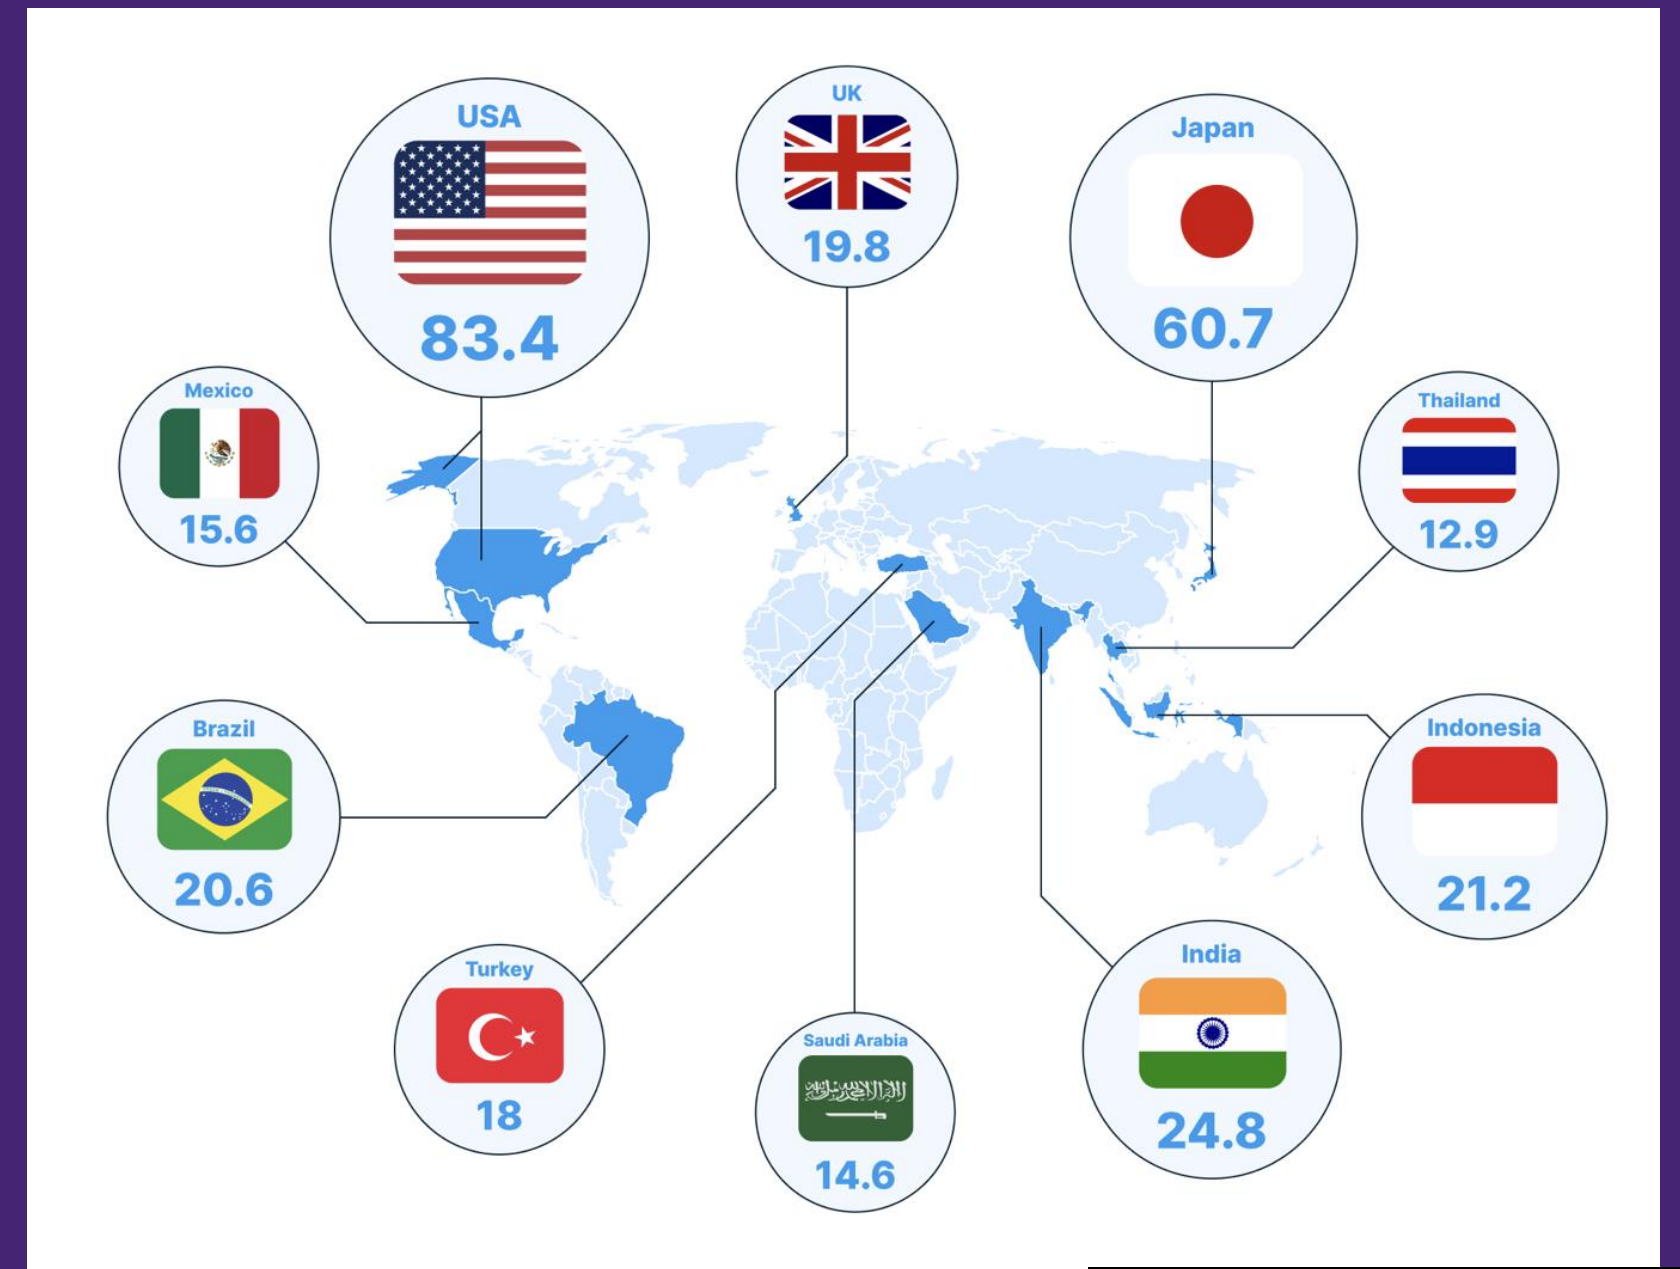 USA
83.4
UK
19.8
Japan
60.7
Mexico
15.6
Thailand
12.9
Brazil
20.6
Indonesia
21.2
Turkey
18
Saudi Arabia
14.6
India
24.8